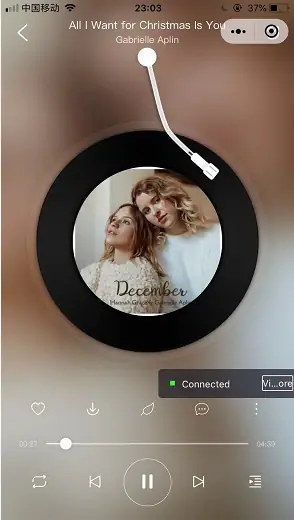 中国移动 23:03 37%
All I Want for Christmas Is You
Gabrielle Aplin
December
Hannah Grace & Gabrielle Aplin
Connected
Vi...ore
00:21 04:39